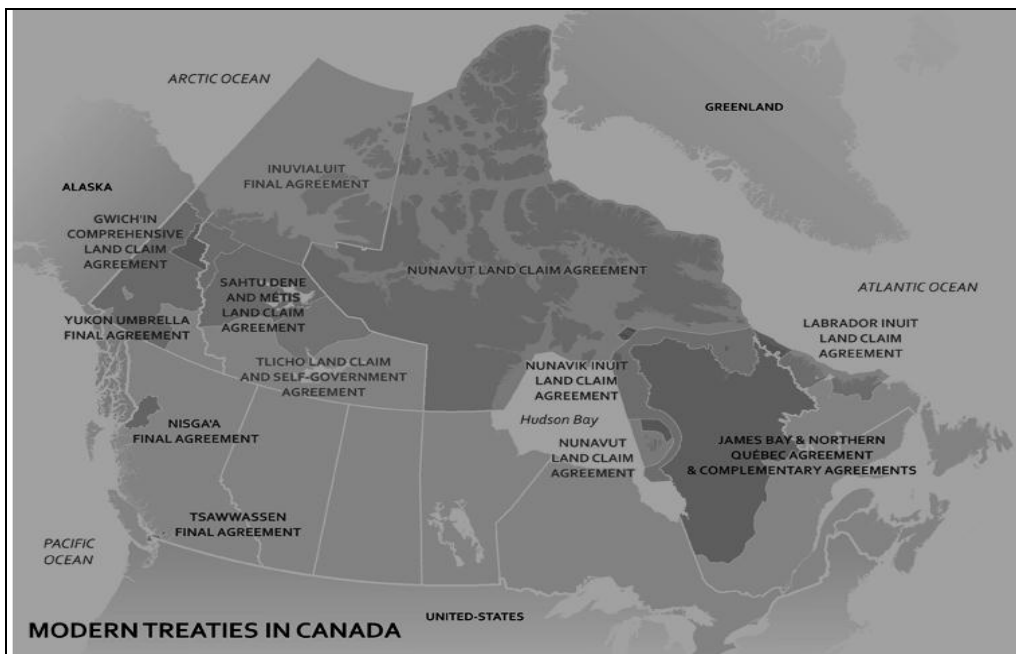 ARCTIC OCEAN
GREENLAND
INUVIALUIT
FINAL AGREEMENT
ALASKA
GWICH'IN
COMPREHENSIVE
LAND CLAIM
AGREEMENT
NUNAVUT LAND CLAIM AGREEMENT
SAHTU DENE
AND MÉTIS
LAND CLAIM
AGREEMENT
ATLANTIC OCEAN
YUKON UMBRELLA
FINAL AGREEMENT
LABRADOR INUIT
LAND CLAIM
AGREEMENT
TLICHO LAND CLAIM
AND SELF-GOVERNMENT
AGREEMENT
NUNAVIK INUIT
LAND CLAIM
AGREEMENT
Hudson Bay
NISGA'A
FINAL AGREEMENT
NUNAVUT
LAND CLAIM
AGREEMENT
JAMES BAY & NORTHERN
QUÉBEC AGREEMENT
& COMPLEMENTARY AGREEMENTS
TSAWWASSEN
FINAL AGREEMENT
PACIFIC
OCEAN
UNITED-STATES
MODERN TREATIES IN CANADA